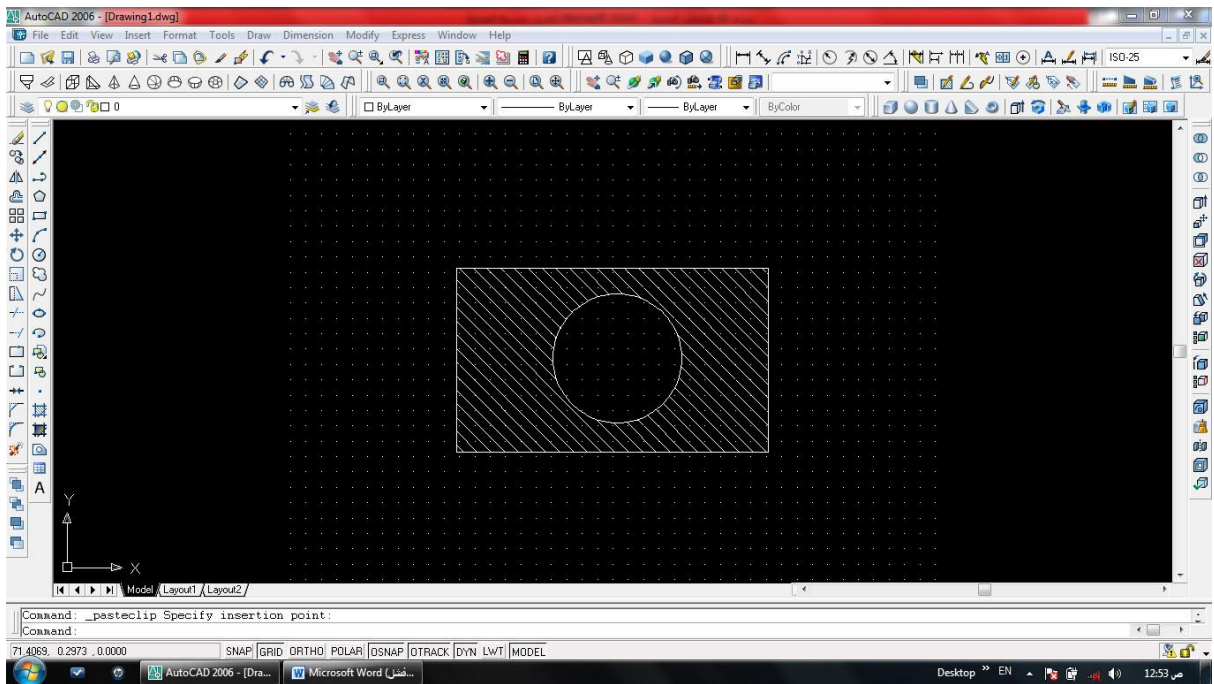 AutoCAD 2006 - [Drawing1.dwg]
File Edit View Insert Format Tools Draw Dimension Modify Express Window Help
ISO-25
0 ByLayer ByLayer ByLayer ByColor
A
Y
X
Model Layout1 Layout2
Command: _pasteclip Specify insertion point:
Command:
71.4069, 0.2973 , 0.0000 SNAP GRID ORTHO POLAR OSNAP OTRACK DYN LWT MODEL
AutoCAD 2006 - [Dra... Microsoft Word (فشل... Desktop » EN 12:53 ص